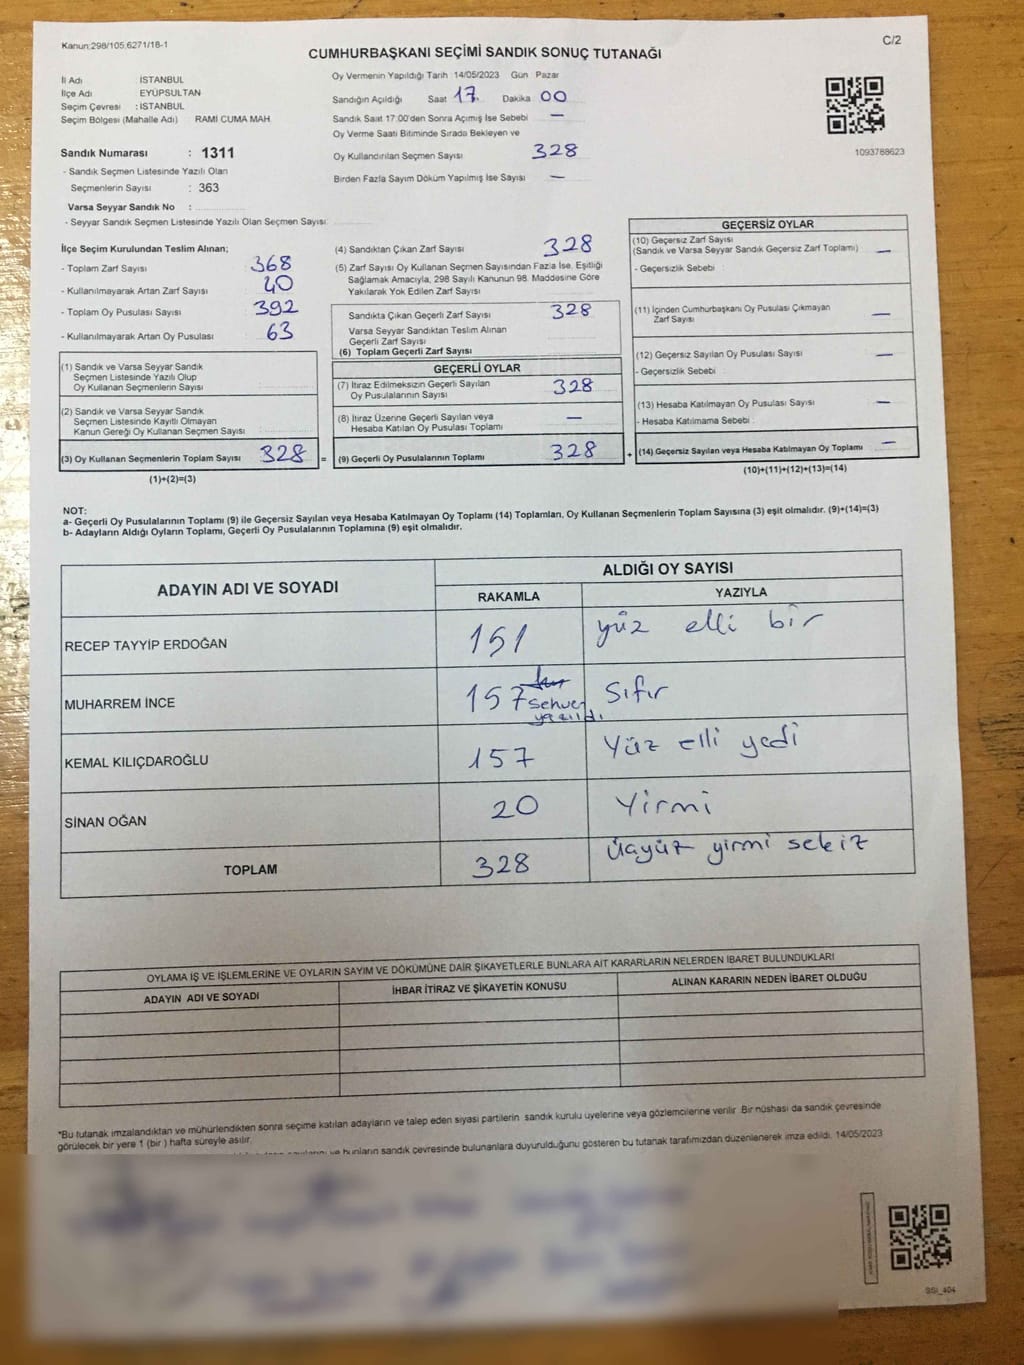 Kanun:298/105,6271/18-1
C/2
CUMHURBAŞKANI SEÇİMİ SANDIK SONUÇ TUTANAĞI
İl Adı : İSTANBUL
İlçe Adı : EYÜPSULTAN
Seçim Çevresi : İSTANBUL
Seçim Bölgesi (Mahalle Adı) RAMİ CUMA MAH
Sandık Numarası : 1311
- Sandık Seçmen Listesinde Yazılı Olan
Seçmenlerin Sayısı : 363
Varsa Seyyar Sandık No :
- Seyyar Sandık Seçmen Listesinde Yazılı Olan Seçmen Sayısı:
Oy Vermenin Yapıldığı Tarih 14/05/2023 Gün Pazar
Sandığın Açıldığı Saat 17 Dakika 00
Sandık Saat 17:00'den Sonra Açımış İse Sebebi —
Oy Verme Saati Bitiminde Sırada Bekleyen ve
Oy Kullandırılan Seçmen Sayısı 328
Birden Fazla Sayım Döküm Yapılmış İse Sayısı —
1093788623
İlçe Seçim Kurulundan Teslim Alınan;
- Toplam Zarf Sayısı 368
- Kullanılmayarak Artan Zarf Sayısı 40
- Toplam Oy Pusulası Sayısı 392
- Kullanılmayarak Artan Oy Pusulası 63
(1) Sandık ve Varsa Seyyar Sandık
Seçmen Listesinde Yazılı Olup
Oy Kullanan Seçmenlerin Sayısı
(2) Sandık ve Varsa Seyyar Sandık
Seçmen Listesinde Kayıtlı Olmayan
Kanun Gereği Oy Kullanan Seçmen Sayısı
(3) Oy Kullanan Seçmenlerin Toplam Sayısı 328 =
(1)+(2)=(3)
(4) Sandıktan Çıkan Zarf Sayısı 328
(5) Zarf Sayısı Oy Kullanan Seçmen Sayısından Fazla İse, Eşitliği
Sağlamak Amacıyla, 298 Sayılı Kanunun 98. Maddesine Göre
Yakılarak Yok Edilen Zarf Sayısı
Sandıkta Çıkan Geçerli Zarf Sayısı 328
Varsa Seyyar Sandıktan Teslim Alınan
Geçerli Zarf Sayısı
(6) Toplam Geçerli Zarf Sayısı
GEÇERLİ OYLAR
(7) İtiraz Edilmeksizin Geçerli Sayılan
Oy Pusulalarının Sayısı 328
(8) İtiraz Üzerine Geçerli Sayılan veya
Hesaba Katılan Oy Pusulası Toplamı —
(9) Geçerli Oy Pusulalarının Toplamı 328 +
GEÇERSİZ OYLAR
(10) Geçersiz Zarf Sayısı
(Sandık ve Varsa Seyyar Sandık Geçersiz Zarf Toplamı) —
- Geçersizlik Sebebi :
(11) İçinden Cumhurbaşkanı Oy Pusulası Çıkmayan
Zarf Sayısı —
(12) Geçersiz Sayılan Oy Pusulası Sayısı —
- Geçersizlik Sebebi
(13) Hesaba Katılmayan Oy Pusulası Sayısı —
- Hesaba Katılmama Sebebi :
(14) Geçersiz Sayılan veya Hesaba Katılmayan Oy Toplamı —
(10)+(11)+(12)+(13)=(14)
NOT:
a- Geçerli Oy Pusulalarının Toplamı (9) ile Geçersiz Sayılan veya Hesaba Katılmayan Oy Toplamı (14) Toplamları, Oy Kullanan Seçmenlerin Toplam Sayısına (3) eşit olmalıdır. (9)+(14)=(3)
b- Adayların Aldığı Oyların Toplamı, Geçerli Oy Pusulalarının Toplamına (9) eşit olmalıdır.
ADAYIN ADI VE SOYADI
ALDIĞI OY SAYISI
RAKAMLA YAZIYLA
RECEP TAYYİP ERDOĞAN 151 yüz elli bir
MUHARREM İNCE 157 Sehven yazıldı. Sıfır
KEMAL KILIÇDAROĞLU 157 Yüz elli yedi
SİNAN OĞAN 20 Yirmi
TOPLAM 328 Üçyüz yirmi sekiz
OYLAMA İŞ VE İŞLEMLERİNE VE OYLARIN SAYIM VE DÖKÜMÜNE DAİR ŞİKAYETLERLE BUNLARA AİT KARARLARIN NELERDEN İBARET BULUNDUKLARI
ADAYIN ADI VE SOYADI İHBAR İTİRAZ VE ŞİKAYETİN KONUSU ALINAN KARARIN NEDEN İBARET OLDUĞU
*Bu tutanak imzalandıktan ve mühürlendikten sonra seçime katılan adayların ve talep eden siyasi partilerin sandık kurulu üyelerine veya gözlemcilerine verilir. Bir nüshası da sandık çevresinde
görülecek bir yere 1 (bir ) hafta süreyle asılır.
ve bunların sandık çevresinde bulunanlara duyurulduğunu gösteren bu tutanak tarafımızdan düzenlenerek imza edildi. 14/05/2023
SSI_404